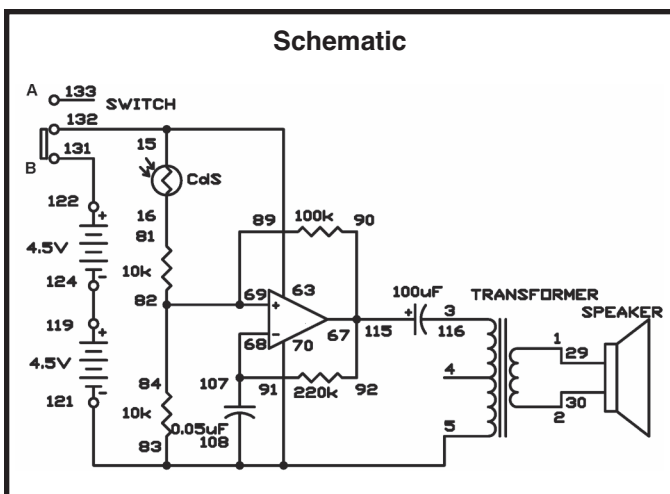 Schematic
A 133
SWITCH
132
B 131
15
CdS
122
+
4.5V
-
124
16
81
10k
82
89 100k 90
69 + 63
68 - 70
67
115
100uF
+
3
116
TRANSFORMER
SPEAKER
1
29
30
2
4
5
119
+
4.5V
-
121
84
10k
83
107
91 220k 92
0.05uF
108